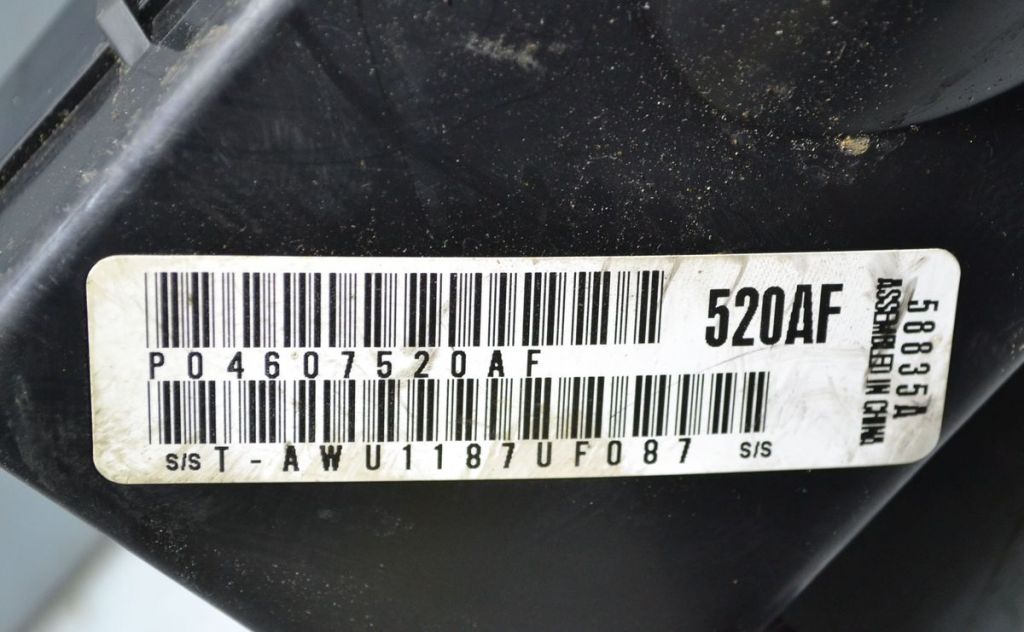 P04607520AF
520AF
S/S T-AWU1187UF087 S/S
58835A
ASSEMBLED IN CHINA